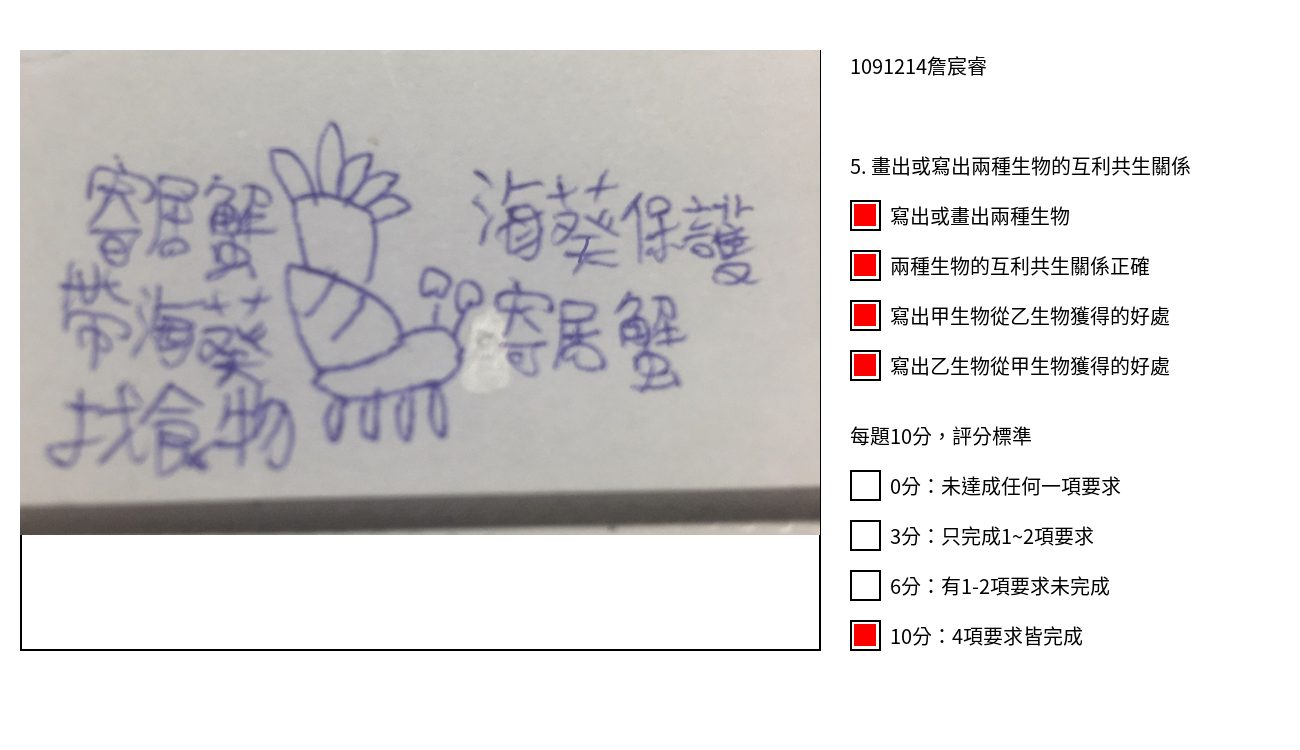 寄居蟹
帶海葵
找食物
海葵保護
寄居蟹
1091214詹宸睿
5. 畫出或寫出兩種生物的互利共生關係
寫出或畫出兩種生物
兩種生物的互利共生關係正確
寫出甲生物從乙生物獲得的好處
寫出乙生物從甲生物獲得的好處
每題10分，評分標準
0分：未達成任何一項要求
3分：只完成1~2項要求
6分：有1-2項要求未完成
10分：4項要求皆完成